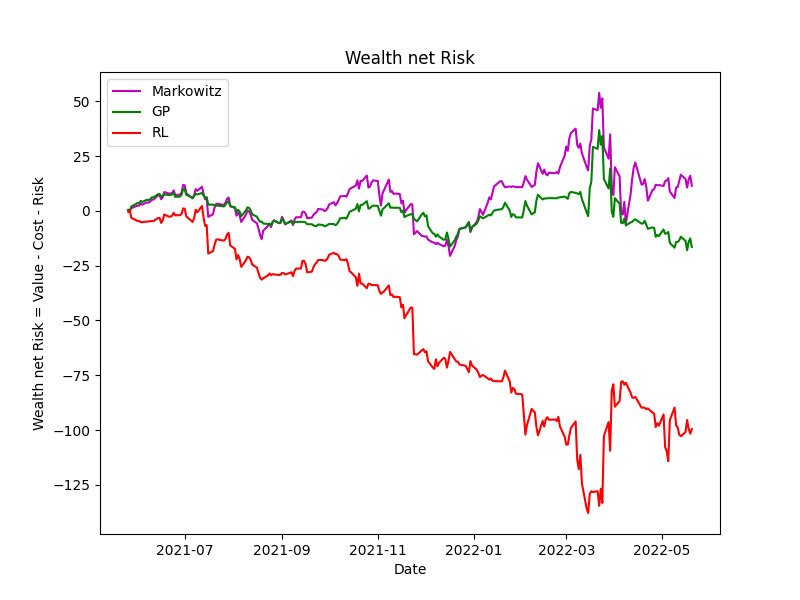 Wealth net Risk
Markowitz
GP
RL
Wealth net Risk = Value - Cost - Risk
50
25
0
−25
−50
−75
−100
−125
2021-07
2021-09
2021-11
2022-01
2022-03
2022-05
Date